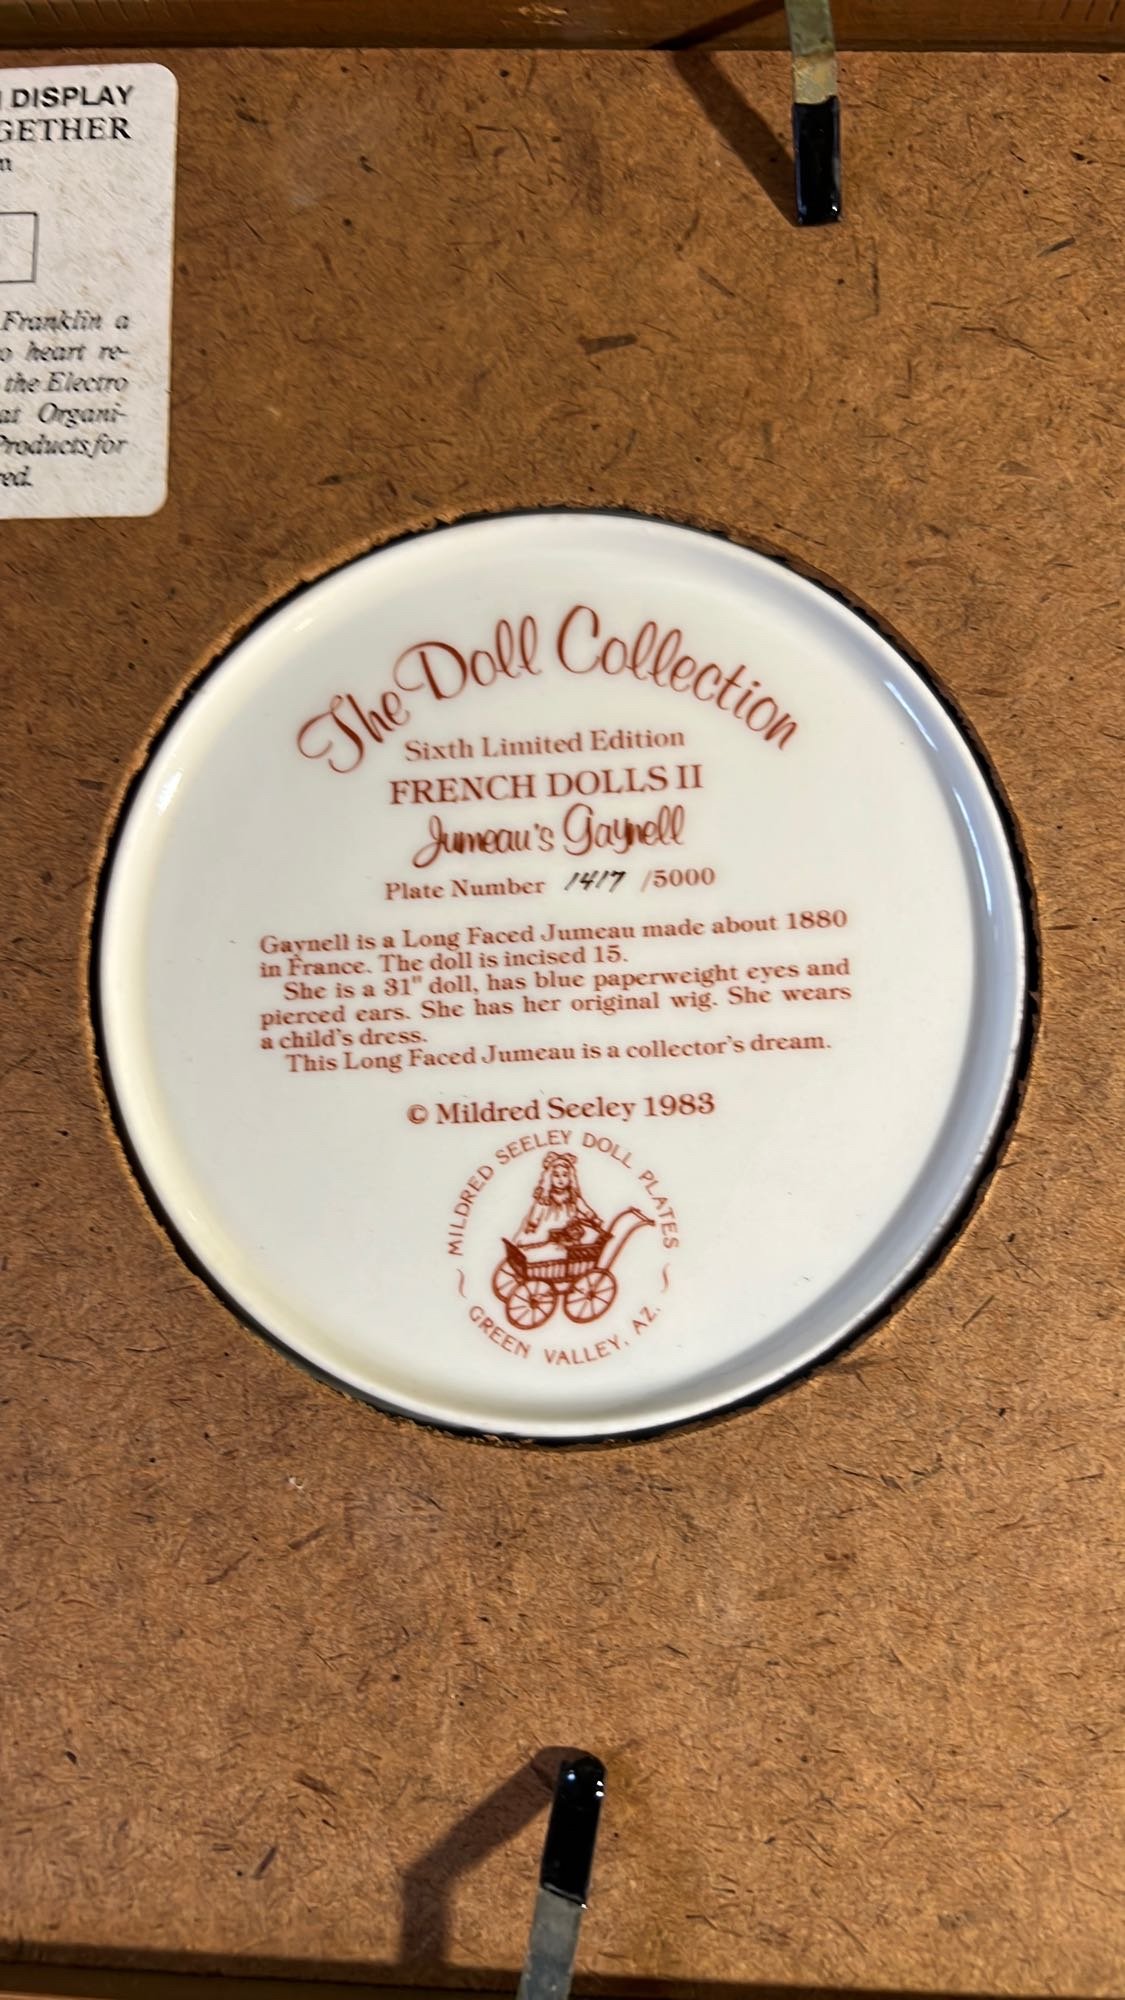 DISPLAY
GETHER
Franklin a
heart re-
the Electro
at Organi-
Products for
The Doll Collection
Sixth Limited Edition
FRENCH DOLLS II
Jumeau's Gaynell
Plate Number 1417 /5000
Gaynell is a Long Faced Jumeau made about 1880
in France. The doll is incised 15.
She is a 31" doll, has blue paperweight eyes and
pierced ears. She has her original wig. She wears
a child's dress.
This Long Faced Jumeau is a collector's dream.
© Mildred Seeley 1983
MILDRED SEELEY DOLL PLATES
GREEN VALLEY, AZ.